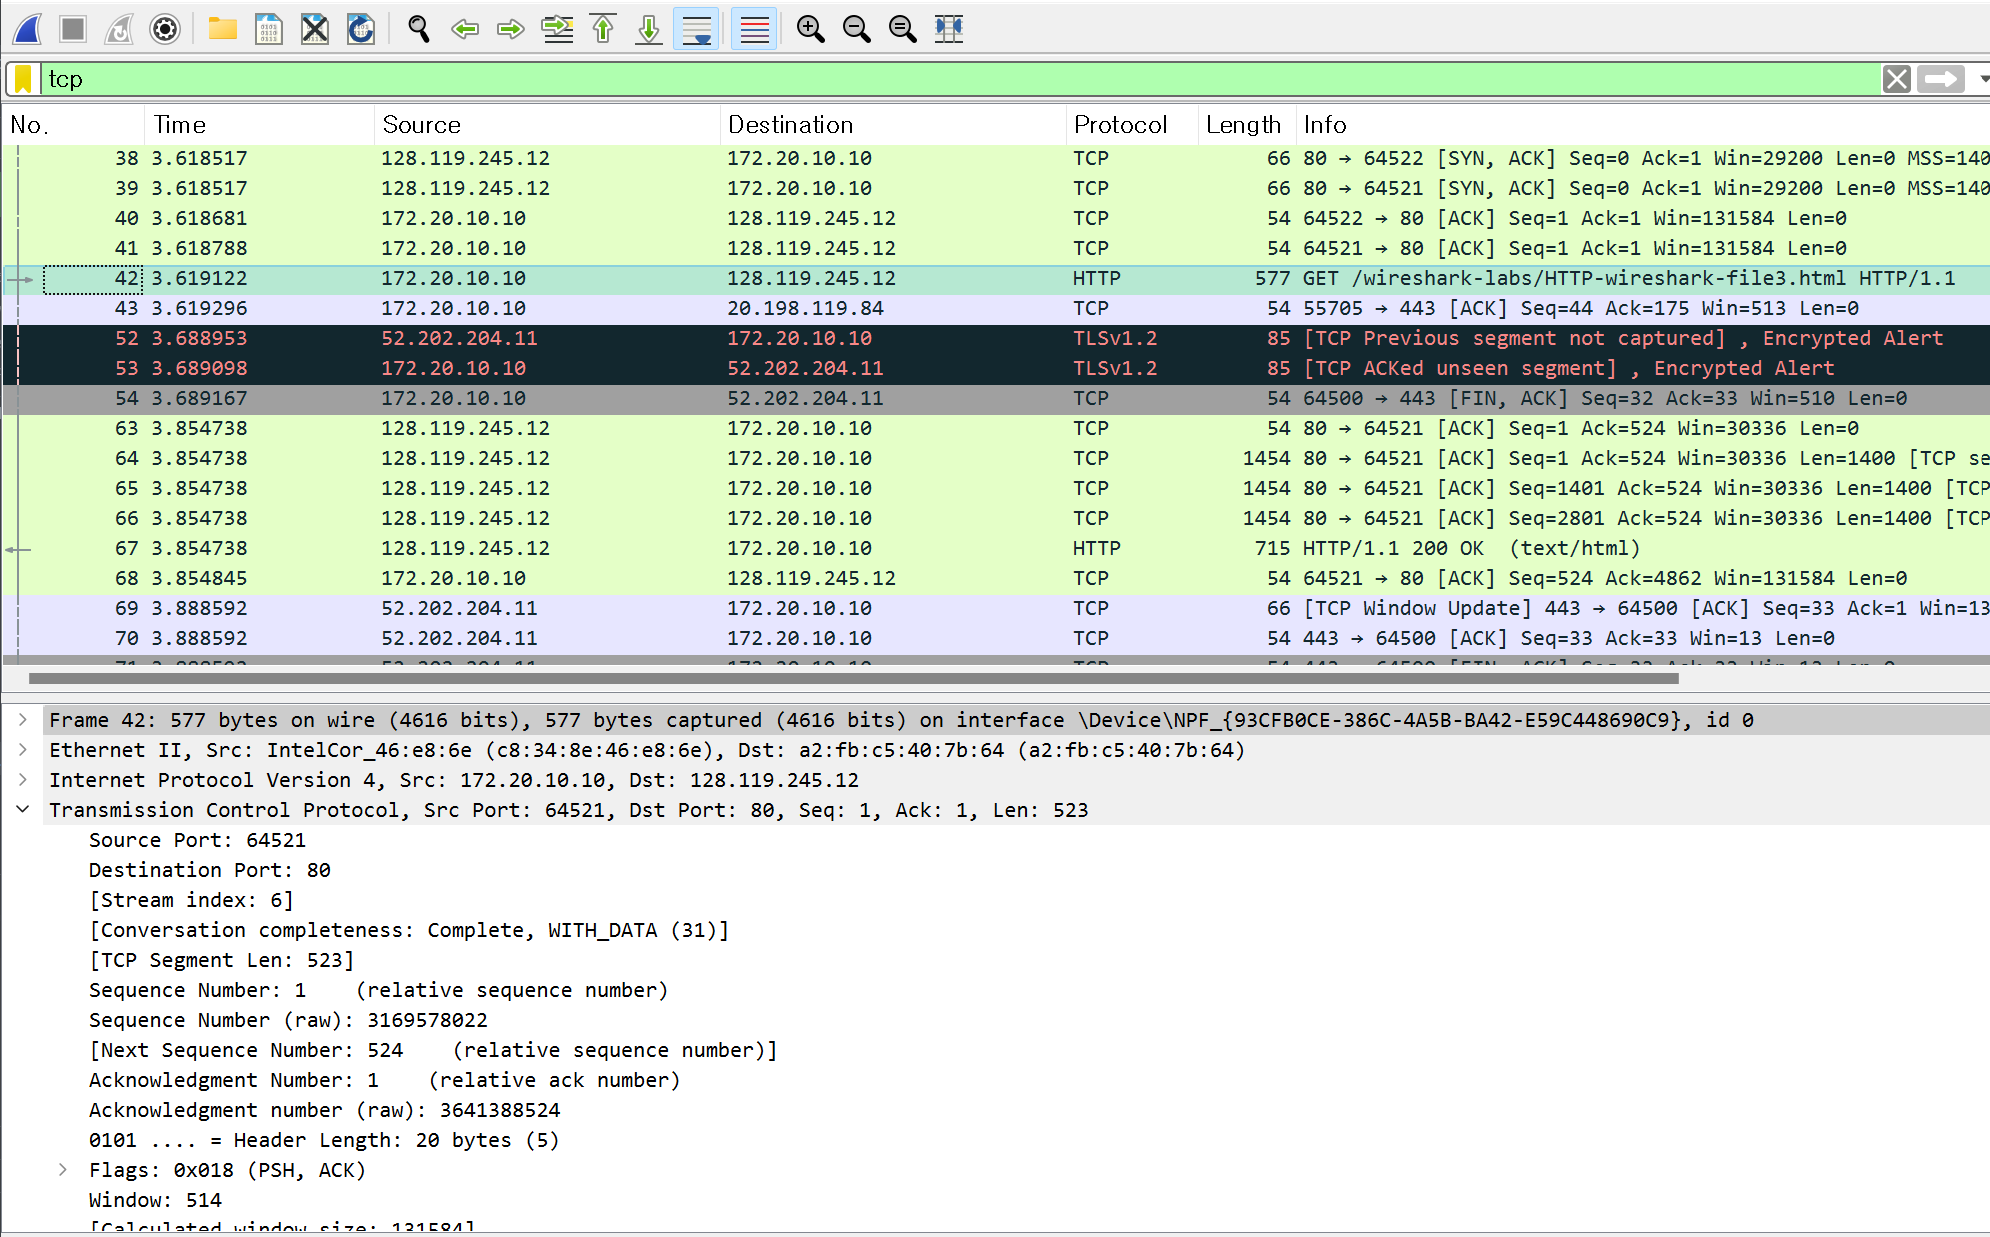 tcp
No. Time Source Destination Protocol Length Info
38 3.618517 128.119.245.12 172.20.10.10 TCP 66 80 → 64522 [SYN, ACK] Seq=0 Ack=1 Win=29200 Len=0 MSS=140
39 3.618517 128.119.245.12 172.20.10.10 TCP 66 80 → 64521 [SYN, ACK] Seq=0 Ack=1 Win=29200 Len=0 MSS=140
40 3.618681 172.20.10.10 128.119.245.12 TCP 54 64522 → 80 [ACK] Seq=1 Ack=1 Win=131584 Len=0
41 3.618788 172.20.10.10 128.119.245.12 TCP 54 64521 → 80 [ACK] Seq=1 Ack=1 Win=131584 Len=0
42 3.619122 172.20.10.10 128.119.245.12 HTTP 577 GET /wireshark-labs/HTTP-wireshark-file3.html HTTP/1.1
43 3.619296 172.20.10.10 20.198.119.84 TCP 54 55705 → 443 [ACK] Seq=44 Ack=175 Win=513 Len=0
52 3.688953 52.202.204.11 172.20.10.10 TLSv1.2 85 [TCP Previous segment not captured] , Encrypted Alert
53 3.689098 172.20.10.10 52.202.204.11 TLSv1.2 85 [TCP ACKed unseen segment] , Encrypted Alert
54 3.689167 172.20.10.10 52.202.204.11 TCP 54 64500 → 443 [FIN, ACK] Seq=32 Ack=33 Win=510 Len=0
63 3.854738 128.119.245.12 172.20.10.10 TCP 54 80 → 64521 [ACK] Seq=1 Ack=524 Win=30336 Len=0
64 3.854738 128.119.245.12 172.20.10.10 TCP 1454 80 → 64521 [ACK] Seq=1 Ack=524 Win=30336 Len=1400 [TCP se
65 3.854738 128.119.245.12 172.20.10.10 TCP 1454 80 → 64521 [ACK] Seq=1401 Ack=524 Win=30336 Len=1400 [TCP
66 3.854738 128.119.245.12 172.20.10.10 TCP 1454 80 → 64521 [ACK] Seq=2801 Ack=524 Win=30336 Len=1400 [TCP
67 3.854738 128.119.245.12 172.20.10.10 HTTP 715 HTTP/1.1 200 OK  (text/html)
68 3.854845 172.20.10.10 128.119.245.12 TCP 54 64521 → 80 [ACK] Seq=524 Ack=4862 Win=131584 Len=0
69 3.888592 52.202.204.11 172.20.10.10 TCP 66 [TCP Window Update] 443 → 64500 [ACK] Seq=33 Ack=1 Win=13
70 3.888592 52.202.204.11 172.20.10.10 TCP 54 443 → 64500 [ACK] Seq=33 Ack=33 Win=13 Len=0
71 3.888592 52.202.204.11 172.20.10.10 TCP 54 443 → 64500 [FIN, ACK] Seq=33 Ack=33 Win=13 Len=0
Frame 42: 577 bytes on wire (4616 bits), 577 bytes captured (4616 bits) on interface \Device\NPF_{93CFB0CE-386C-4A5B-BA42-E59C448690C9}, id 0
Ethernet II, Src: IntelCor_46:e8:6e (c8:34:8e:46:e8:6e), Dst: a2:fb:c5:40:7b:64 (a2:fb:c5:40:7b:64)
Internet Protocol Version 4, Src: 172.20.10.10, Dst: 128.119.245.12
Transmission Control Protocol, Src Port: 64521, Dst Port: 80, Seq: 1, Ack: 1, Len: 523
Source Port: 64521
Destination Port: 80
[Stream index: 6]
[Conversation completeness: Complete, WITH_DATA (31)]
[TCP Segment Len: 523]
Sequence Number: 1    (relative sequence number)
Sequence Number (raw): 3169578022
[Next Sequence Number: 524    (relative sequence number)]
Acknowledgment Number: 1    (relative ack number)
Acknowledgment number (raw): 3641388524
0101 .... = Header Length: 20 bytes (5)
Flags: 0x018 (PSH, ACK)
Window: 514
[Calculated window size: 131584]